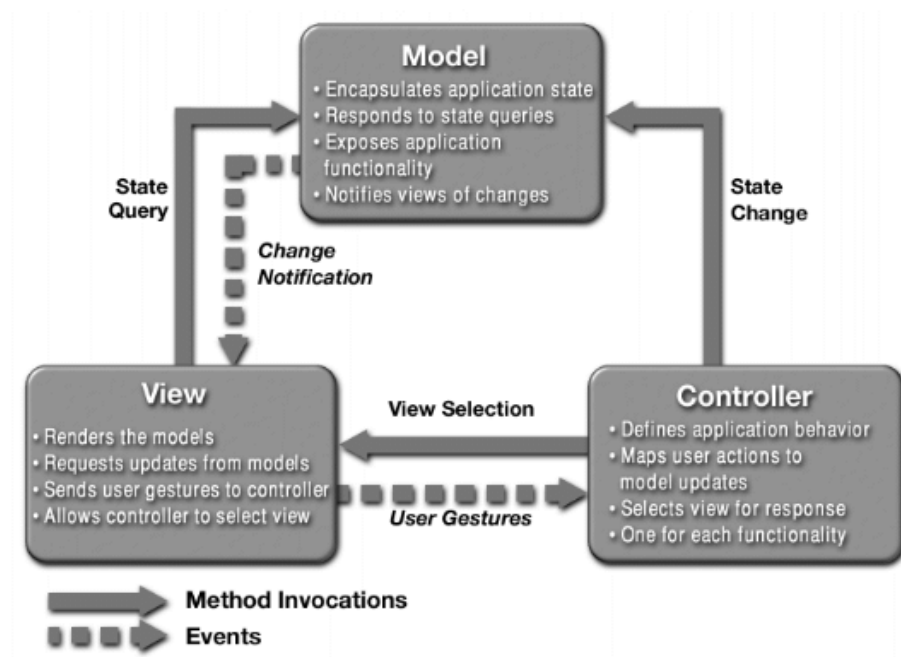 Model
• Encapsulates application state
• Responds to state queries
• Exposes application
functionality
• Notifies views of changes
State
Query
Change
Notification
State
Change
View
• Renders the models
• Requests updates from models
• Sends user gestures to controller
• Allows controller to select view
View Selection
User Gestures
Controller
• Defines application behavior
• Maps user actions to
model updates
• Selects view for response
• One for each functionality
Method Invocations
Events